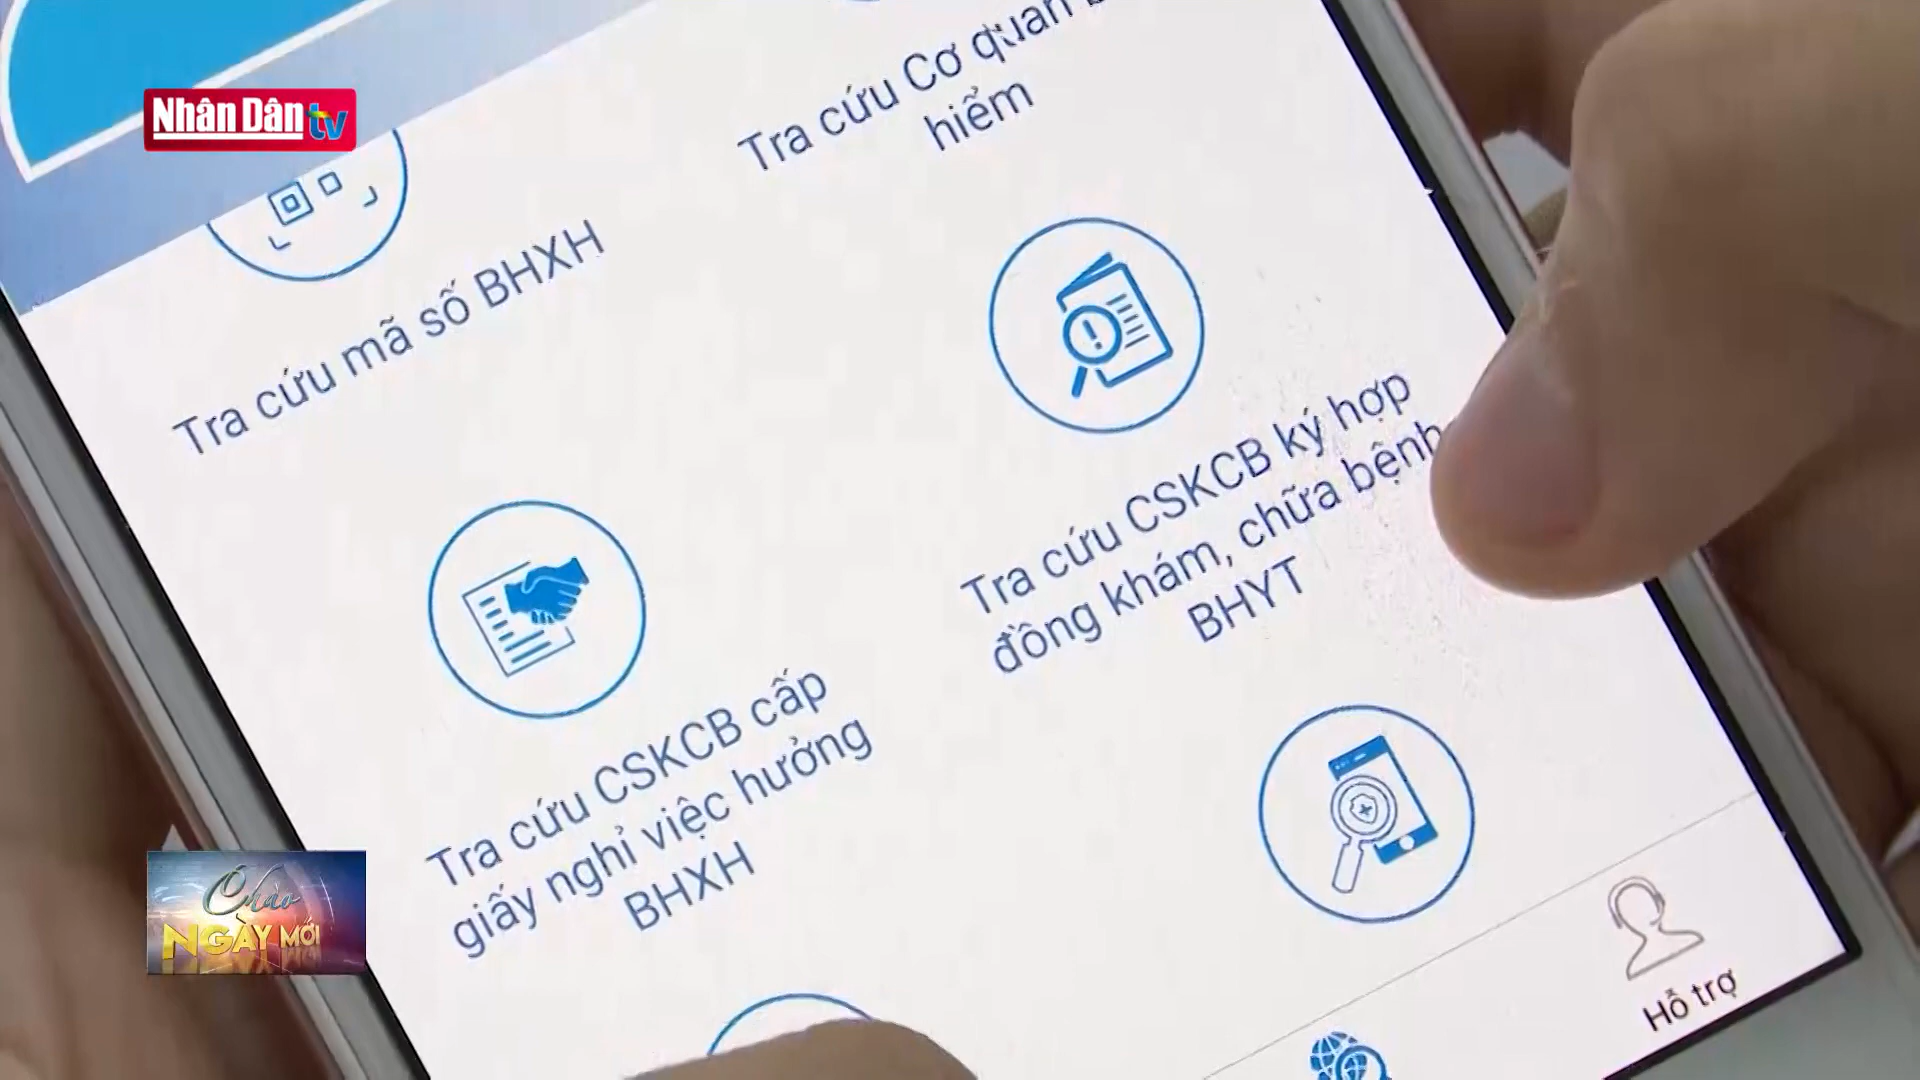 Nhân Dân tv
Tra cứu Cơ quan
hiểm
Tra cứu mã số BHXH
Tra cứu CSKCB ký hợp
đồng khám, chữa bệnh
BHYT
Tra cứu CSKCB cấp
giấy nghỉ việc hưởng
BHXH
Chào
NGÀY MỚI
Hỗ trợ